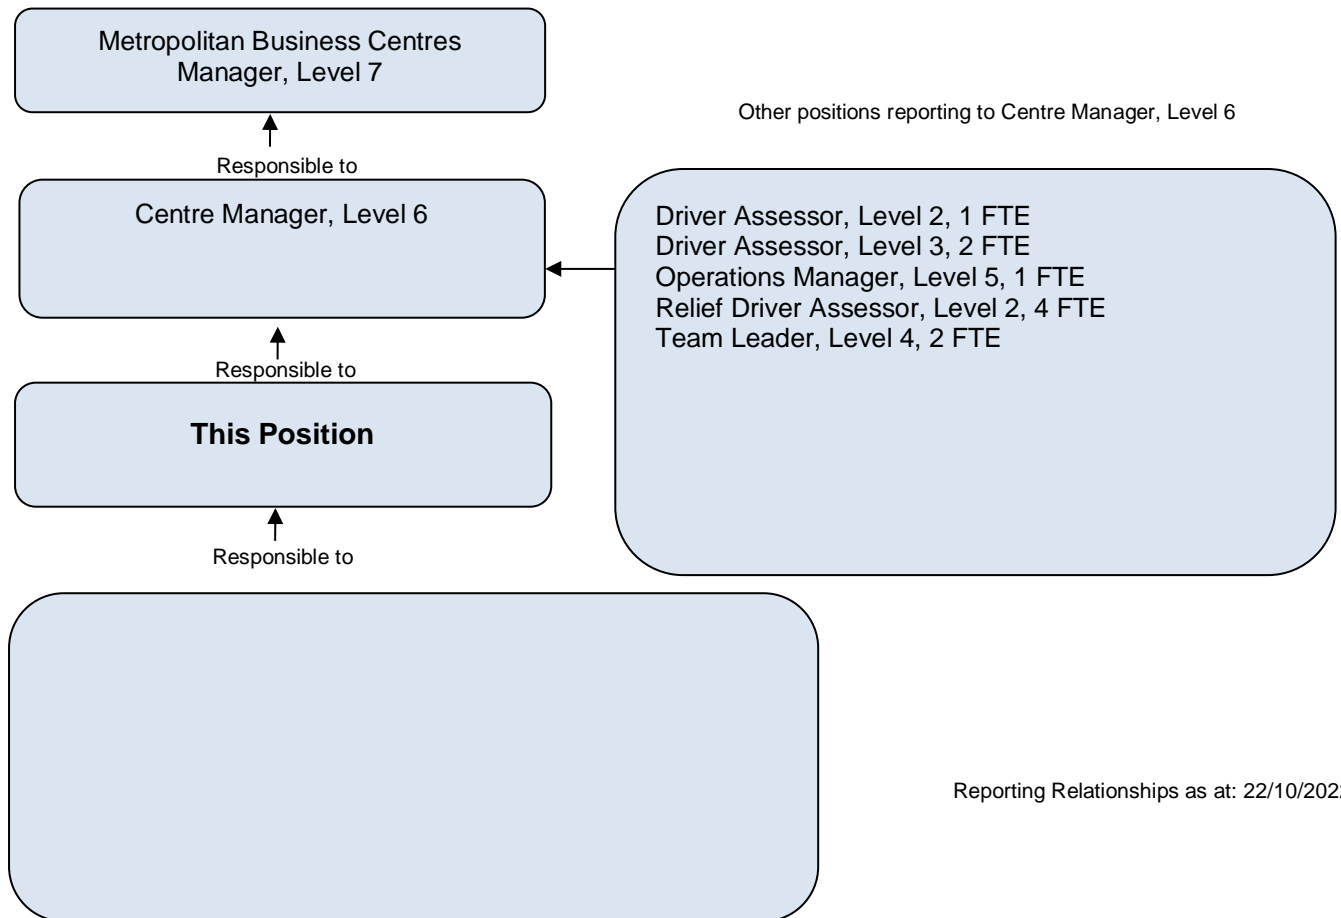 Metropolitan Business Centres
Manager, Level 7
Other positions reporting to Centre Manager, Level 6
Responsible to
Centre Manager, Level 6
Driver Assessor, Level 2, 1 FTE
Driver Assessor, Level 3, 2 FTE
Operations Manager, Level 5, 1 FTE
Relief Driver Assessor, Level 2, 4 FTE
Team Leader, Level 4, 2 FTE
Responsible to
This Position
Responsible to
Reporting Relationships as at: